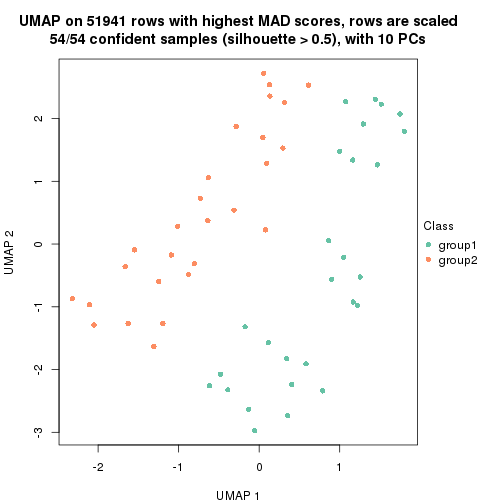 UMAP on 51941 rows with highest MAD scores, rows are scaled
54/54 confident samples (silhouette > 0.5), with 10 PCs
2
1
0
-1
-2
-3
UMAP 2
-2
-1
0
1
UMAP 1
Class
group1
group2